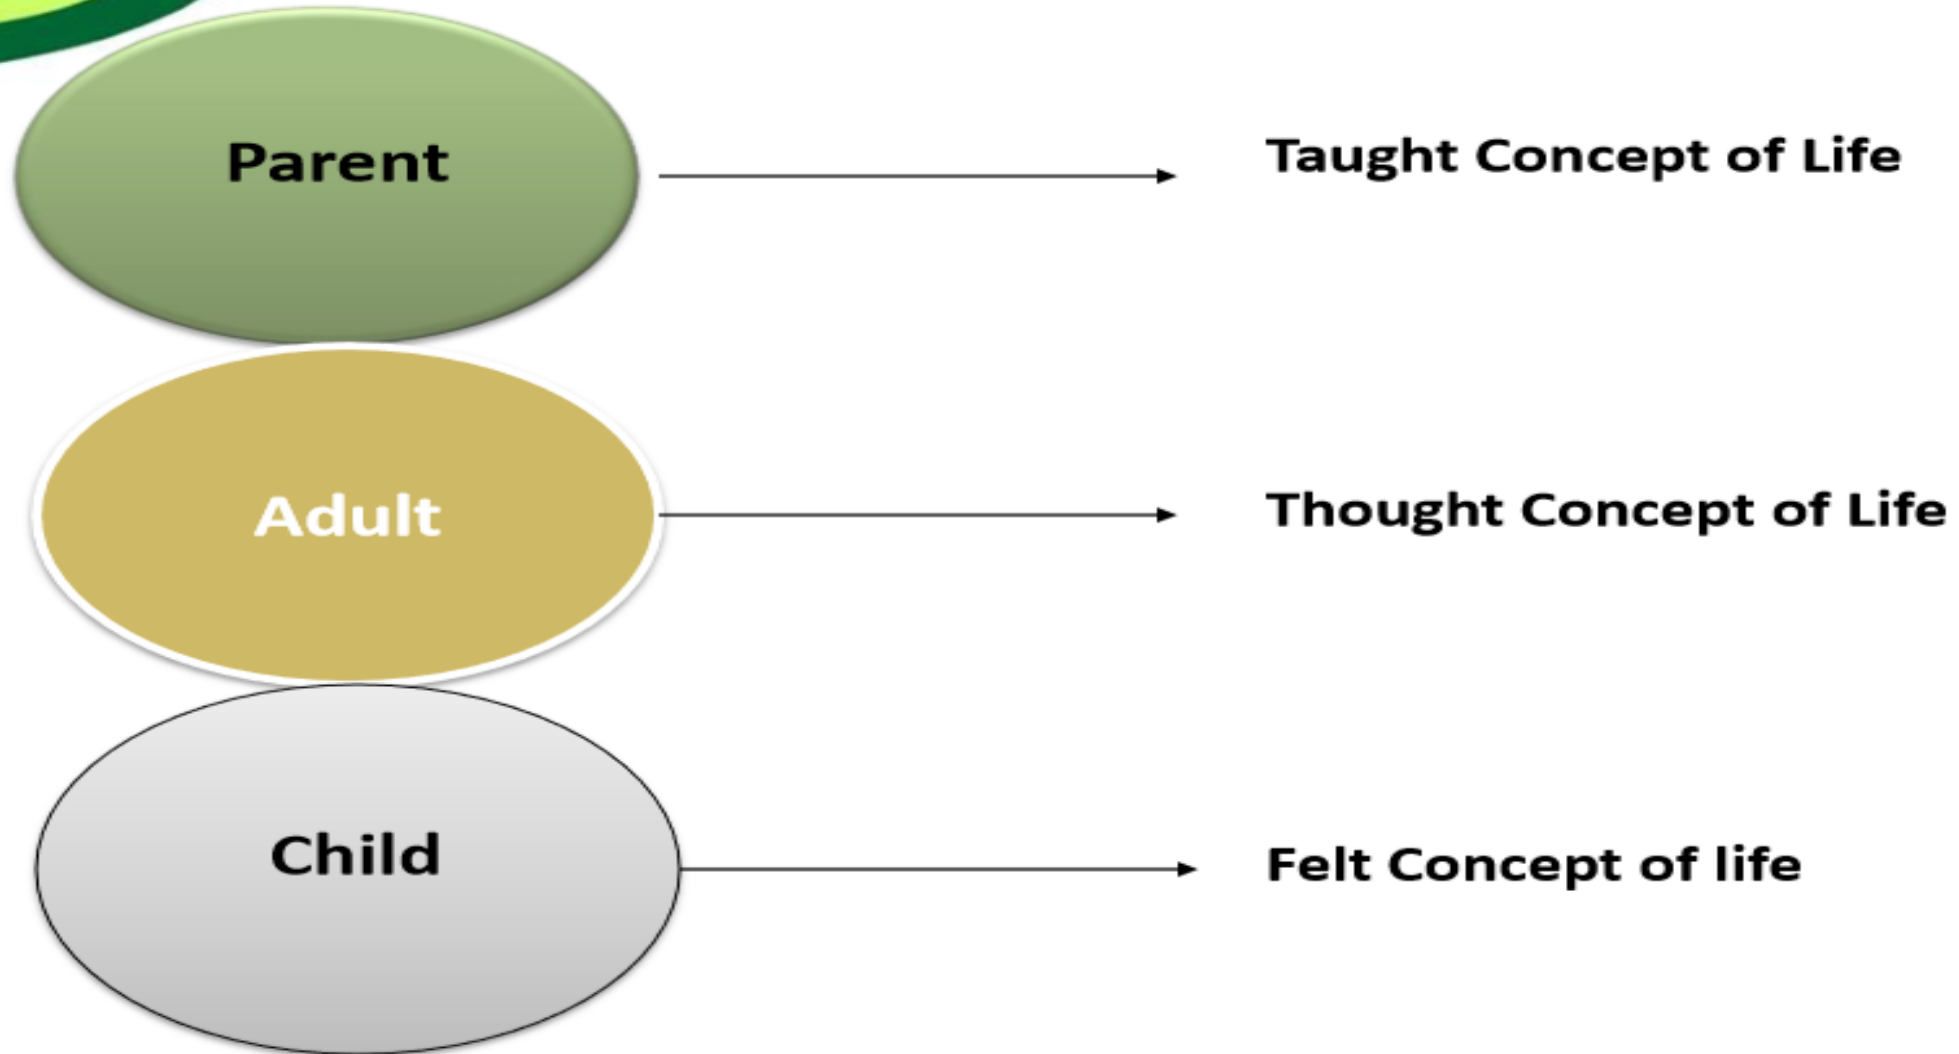 Parent
Taught Concept of Life
Adult
Thought Concept of Life
Child
Felt Concept of life